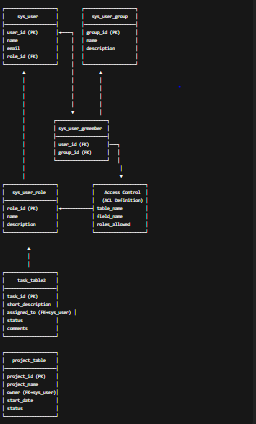 sys_user
user_id (PK)
name
email
role_id (FK)
sys_user_group
group_id (PK)
name
description
sys_user_grmember
user_id (FK)
group_id (FK)
sys_user_role
role_id (PK)
name
description
Access Control
(ACL Definition)
table_name
field_name
roles_allowed
task_table2
task_id (PK)
short_description
assigned_to (FK→sys_user)
status
comments
project_table
project_id (PK)
project_name
owner (FK→sys_user)
start_date
status